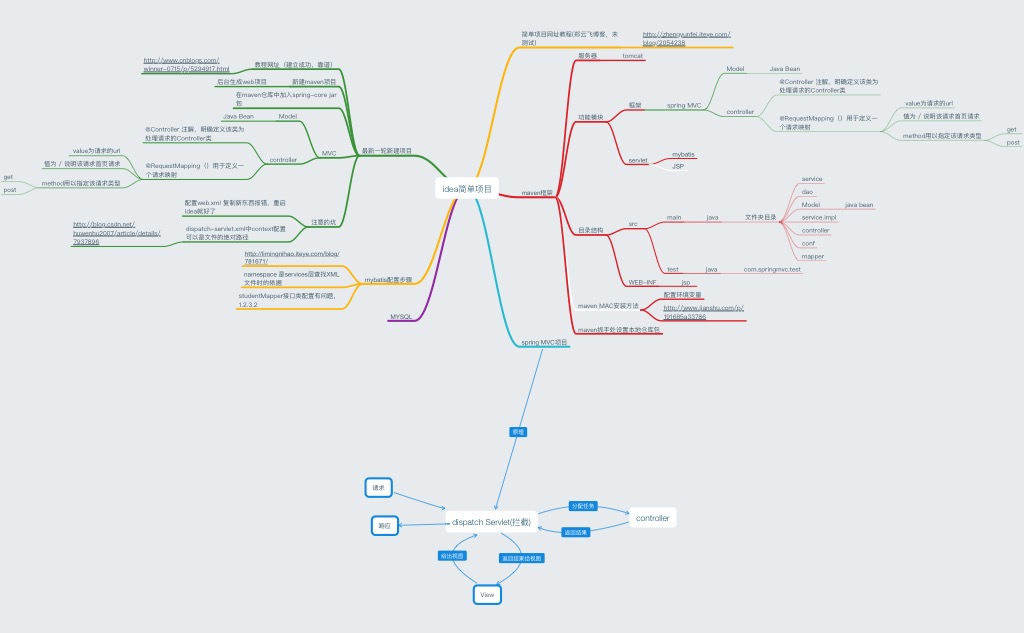 idea简单项目
简单项目网址教程(郑云飞博客，未
测试)
http://zhengyunfei.iteye.com/
blog/2054238
maven框架
服务器
tomcat
功能模块
框架
spring MVC
Model
Java Bean
controller
@Controller 注解，明确定义该类为
处理请求的Controller类
@RequestMapping（）用于定义一
个请求映射
value为请求的url
值为 / 说明该请求首页请求
method用以指定该请求类型
get
post
servlet
mybatis
JSP
目录结构
src
main
java
文件夹目录
service
dao
Model
java bean
service.impl
controller
conf
mapper
test
java
com.springmvc.test
WEB-INF
jsp
maven MAC安装方法
配置环境变量
http://www.jianshu.com/p/
191685a33786
maven抓手处设置本地仓库包
spring MVC项目
最新一轮新建项目
教程网址（建立成功，靠谱）
http://www.cnblogs.com/
winner-0715/p/5294917.html
新建maven项目
后台生成web项目
在maven仓库中加入spring-core jar
包
MVC
Model
Java Bean
controller
@Controller 注解，明确定义该类为
处理请求的Controller类
@RequestMapping（）用于定义一
个请求映射
value为请求的url
值为 / 说明该请求首页请求
method用以指定该请求类型
get
post
注意的坑
配置web.xml 复制新东西报错，重启
idea就好了
dispatch-servlet.xml中context配置
可以是文件的绝对路径
http://blog.csdn.net/
huwenhu2007/article/details/
7937896
mybatis配置步骤
http://limingnihao.iteye.com/blog/
781671/
namespace 是services层查找XML
文件时的依据
studentMapper接口类配置有问题，
1.2.3.2
MYSQL
原理
请求
响应
dispatch Servlet(拦截)
分配任务
返回结果
controller
给出视图
返回结果给视图
View